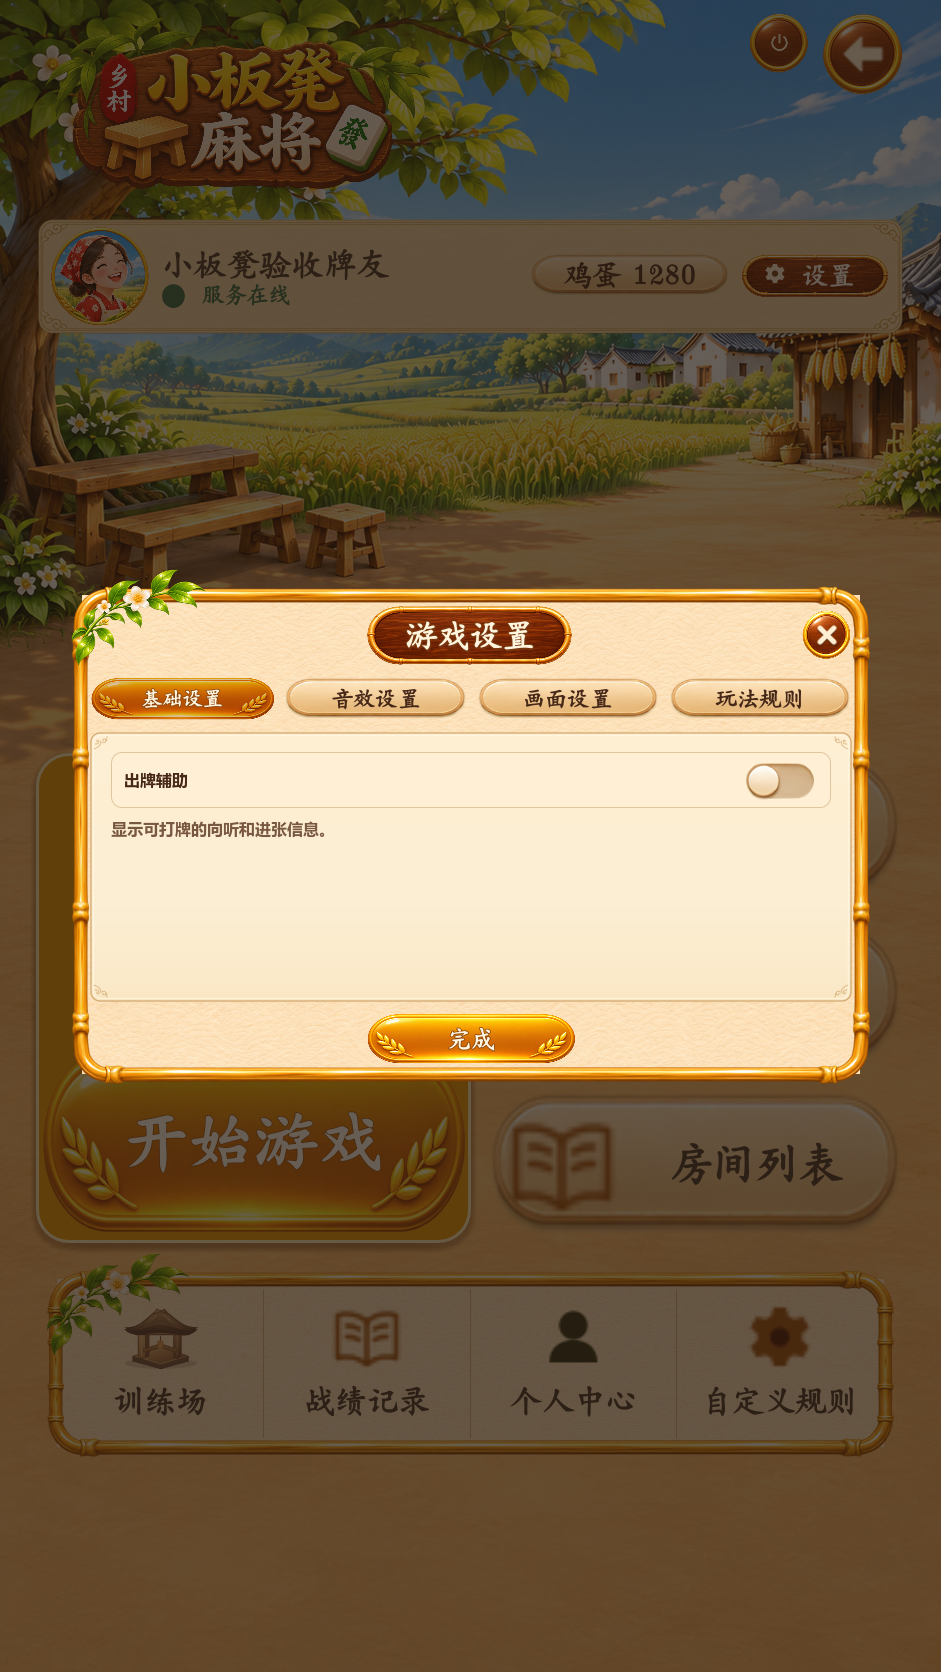 乡村
小板凳
麻将
發
小板凳验收牌友
服务在线
鸡蛋 1280
设置
游戏设置
基础设置
音效设置
画面设置
玩法规则
出牌辅助
显示可打牌的向听和进张信息。
完成
开始游戏
房间列表
训练场
战绩记录
个人中心
自定义规则